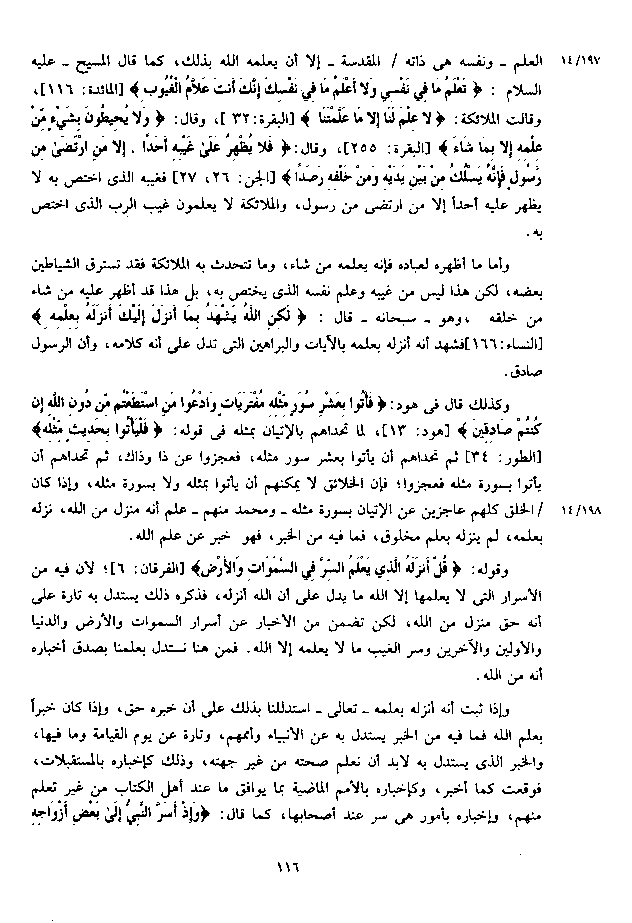 ١٤/١٩٧ العلم ـ ونفسه هى ذاته / المقدسة ـ إلا أن يعلمه الله بذلك، كما قال المسيح ـ عليه
السلام : ﴿ تَعْلَمُ مَا فِي نَفْسِي وَلا أَعْلَمُ مَا فِي نَفْسِكَ إِنَّكَ أَنتَ عَلاَّمُ الْغُيُوبِ ﴾ [المائدة: ١١٦]،
وقالت الملائكة: ﴿ لا عِلْمَ لَنَا إِلاَّ مَا عَلَّمْتَنَا ﴾ [البقرة: ٣٢ ]، وقال: ﴿ وَلا يُحِيطُونَ بِشَيْءٍ مِّنْ
عِلْمِهِ إِلاَّ بِمَا شَاءَ ﴾ [البقرة: ٢٥٥ ]، وقال: ﴿ فَلا يُظْهِرُ عَلَىٰ غَيْبِهِ أَحَدًا . إِلاَّ مَنِ ارْتَضَىٰ مِن
رَّسُولٍ فَإِنَّهُ يَسْلُكُ مِنْ بَيْنِ يَدَيْهِ وَمِنْ خَلْفِهِ رَصَدًا ﴾ [الجن: ٢٦، ٢٧] فغيبه الذى اختص به لا
يظهر عليه أحداً إلا من ارتضى من رسول، والملائكة لا يعلمون غيب الرب الذى اختص
به .
وأما ما أظهره لعباده فإنه يعلمه من شاء، وما تتحدث به الملائكة فقد تسترق الشياطين
بعضه، لكن هذا ليس من غيبه وعلم نفسه الذى يختص به، بل هذا قد أظهر عليه من شاء
من خلقه ،وهو ـ سبحانه ـ قال : ﴿ لَكِنِ اللَّهُ يَشْهَدُ بِمَا أَنزَلَ إِلَيْكَ أَنزَلَهُ بِعِلْمِهِ ﴾
[النساء: ١٦٦]فشهد أنه أنزله بعلمه بالآيات والبراهين التى تدل على أنه كلامه، وأن الرسول
صادق.
وكذلك قال فى هود: ﴿ فَأْتُوا بِعَشْرِ سُوَرٍ مِّثْلِهِ مُفْتَرَيَاتٍ وَادْعُوا مَنِ اسْتَطَعْتُم مِّن دُونِ اللَّهِ إِن
كُنتُمْ صَادِقِينَ ﴾ [هود: ١٣]، لما تحداهم بالإتيان بمثله فى قوله: ﴿ فَلْيَأْتُوا بِحَدِيثٍ مِّثْلِهِ﴾
[الطور: ٣٤] ثم تحداهم أن يأتوا بعشر سور مثله، فعجزوا عن ذا وذاك، ثم تحداهم أن
يأتوا بسورة مثله فعجزوا؛ فإن الخلائق لا يمكنهم أن يأتوا بمثله ولا بسورة مثله، وإذا كان
١٤/١٩٨ / الخلق كلهم عاجزين عن الإتيان بسورة مثله ـ ومحمد منهم ـ علم أنه منزل من الله، نزله
بعلمه، لم ينزله بعلم مخلوق، فما فيه من الخبر، فهو خبر عن علم الله.
وقوله: ﴿ قُلْ أَنزَلَهُ الَّذِي يَعْلَمُ السِّرَّ فِي السَّمَوَاتِ وَالأَرْضِ﴾ [الفرقان: ٦]؛ لأن فيه من
الأسرار التى لا يعلمها إلا الله ما يدل على أن الله أنزله، فذكره ذلك يستدل به تارة على
أنه حق منزل من الله، لكن تضمن من الأخبار عن أسرار السموات والأرض والدنيا
والأولين والآخرين وسر الغيب ما لا يعلمه إلا الله. فمن هنا نستدل بعلمنا بصدق أخباره
أنه من الله.
وإذا ثبت أنه أنزله بعلمه ـ تعالى ـ استدللنا بذلك على أن خبره حق، وإذا كان خبراً
بعلم الله فما فيه من الخبر يستدل به عن الأنبياء وأممهم، وتارة عن يوم القيامة وما فيها،
والخبر الذى يستدل به لابد أن نعلم صحته من غير جهته، وذلك كإخباره بالمستقبلات،
فوقعت كما أخبر، وكإخباره بالأمم الماضية بما يوافق ما عند أهل الكتاب من غير تعلم
منهم، وإخباره بأمور هى سر عند أصحابها، كما قال: ﴿وَإِذْ أَسَرَّ النَّبِيُّ إِلَىٰ بَعْضِ أَزْوَاجِهِ
١١٦